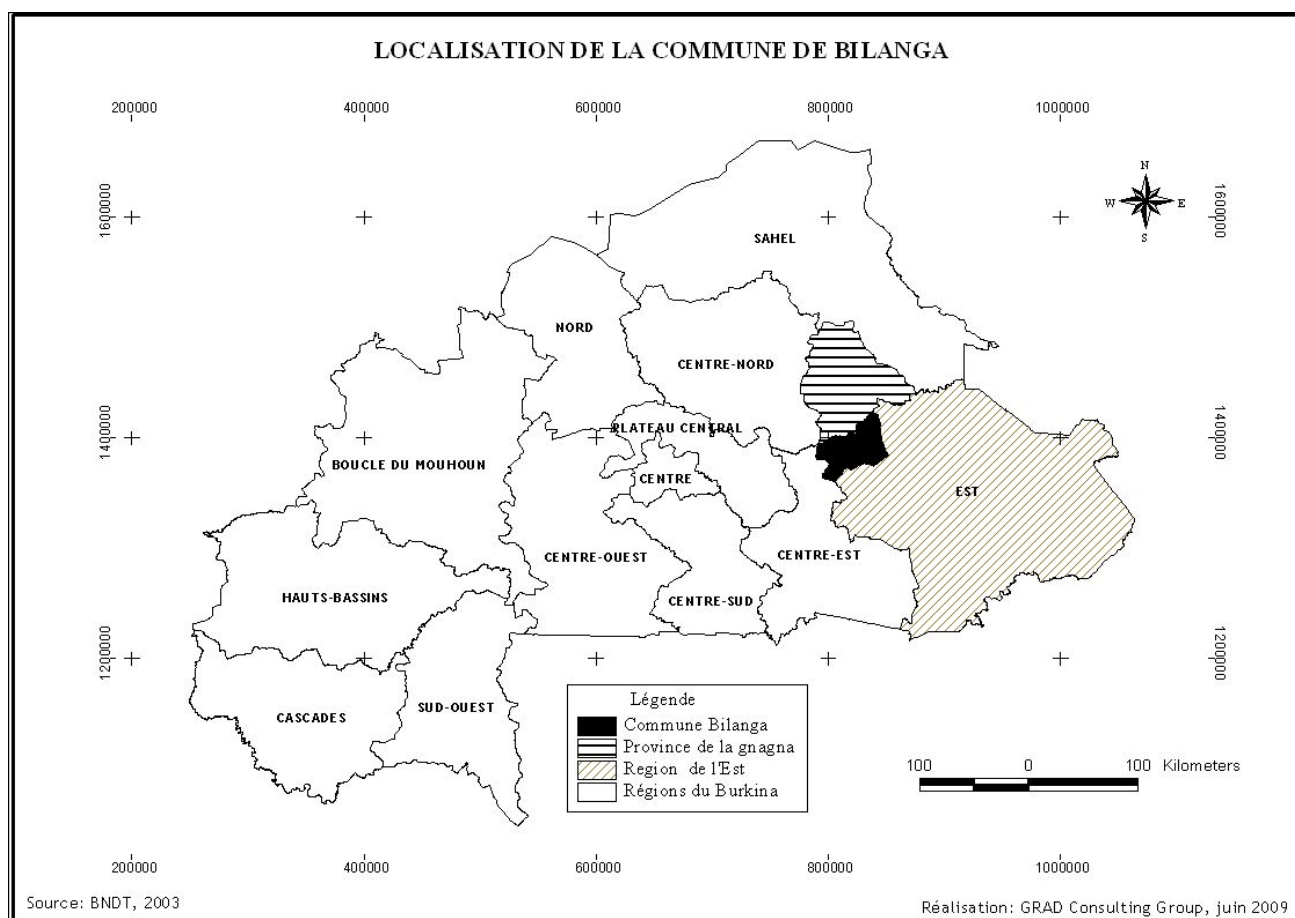 LOCALISATION DE LA COMMUNE DE BILANGA
200000 400000 600000 800000 1000000
N
W E
S
1600000 1600000
SAHEL
NORD
CENTRE-NORD
PLATEAU CENTRAL
1400000 1400000
BOUCLE DU MOUHOUN
CENTRE
EST
CENTRE-OUEST
CENTRE-EST
HAUTS-BASSINS
CENTRE-SUD
1200000 1200000
CASCADES
SUD-OUEST
Légende
Commune Bilanga
Province de la gnagna
Region de l'Est
Régions du Burkina
100 0 100 Kilometers
200000 400000 600000 800000 1000000
Source: BNDT, 2003
Réalisation: GRAD Consulting Group, juin 2009